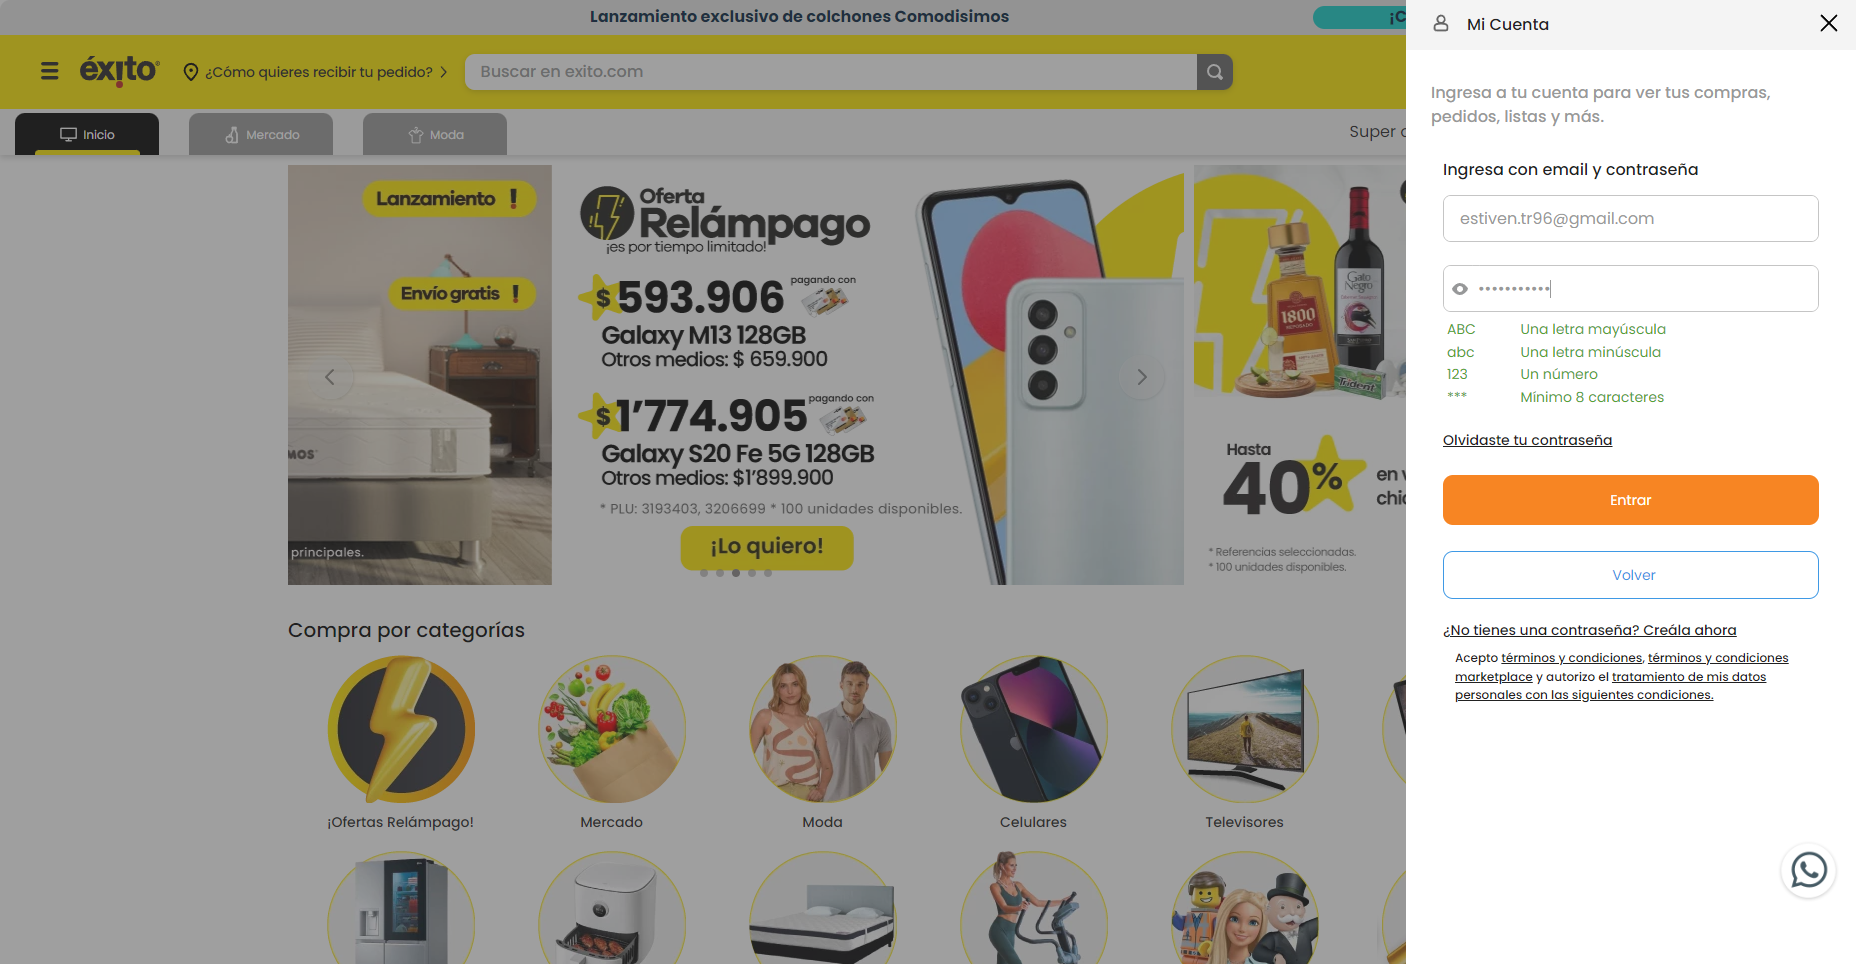 Lanzamiento exclusivo de colchones Comodisimos
éxito
¿Cómo quieres recibir tu pedido?
Buscar en exito.com
Inicio
Mercado
Moda
Super
Lanzamiento !
Envío gratis !
principales.
Oferta
Relámpago
¡es por tiempo limitado!
$593.906
pagando con
Galaxy M13 128GB
Otros medios: $ 659.900
$1’774.905
pagando con
Galaxy S20 Fe 5G 128GB
Otros medios: $1’899.900
* PLU: 3193403, 3206699 * 100 unidades disponibles.
¡Lo quiero!
1800
Gato
Negro
Trident
Hasta
40%
en
* Referencias seleccionadas.
* 100 unidades disponibles.
Compra por categorías
¡Ofertas Relámpago!
Mercado
Moda
Celulares
Televisores
Mi Cuenta
Ingresa a tu cuenta para ver tus compras,
pedidos, listas y más.
Ingresa con email y contraseña
estiven.tr96@gmail.com
•••••••••••
ABC Una letra mayúscula
abc Una letra minúscula
123 Un número
*** Mínimo 8 caracteres
Olvidaste tu contraseña
Entrar
Volver
¿No tienes una contraseña? Creála ahora
Acepto términos y condiciones, términos y condiciones
marketplace y autorizo el tratamiento de mis datos
personales con las siguientes condiciones.